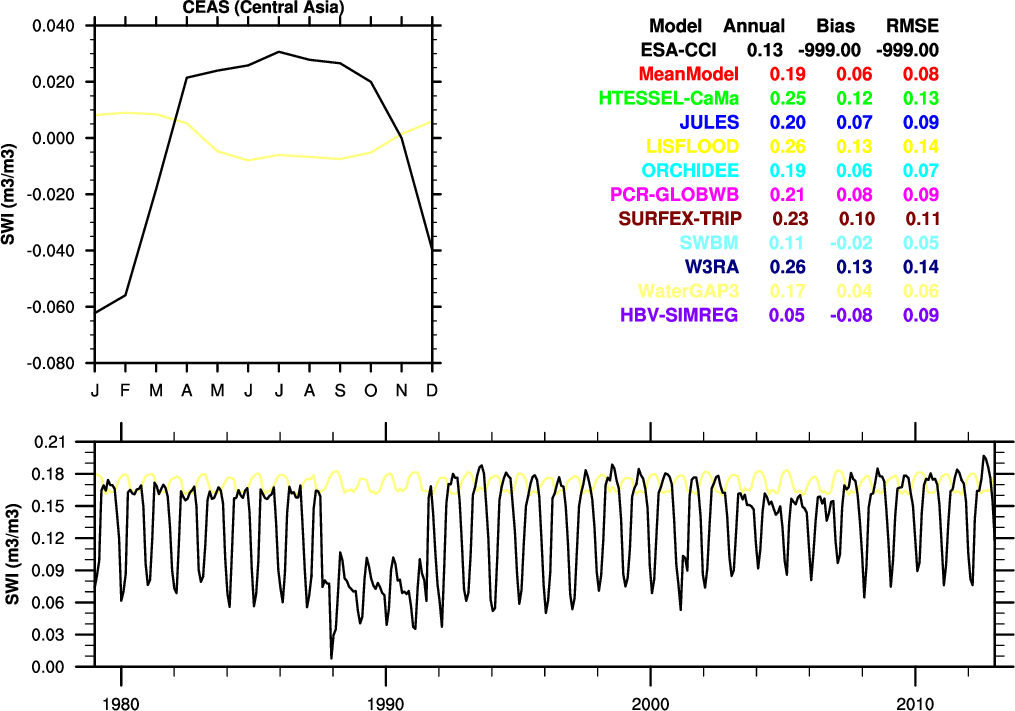 CEAS (Central Asia)
0.040
0.020
0.000
-0.020
-0.040
-0.060
-0.080
SWI (m3/m3)
J F M A M J J A S O N D
Model Annual Bias RMSE
ESA-CCI 0.13 -999.00 -999.00
MeanModel 0.19 0.06 0.08
HTESSEL-CaMa 0.25 0.12 0.13
JULES 0.20 0.07 0.09
LISFLOOD 0.26 0.13 0.14
ORCHIDEE 0.19 0.06 0.07
PCR-GLOBWB 0.21 0.08 0.09
SURFEX-TRIP 0.23 0.10 0.11
SWBM 0.11 -0.02 0.05
W3RA 0.26 0.13 0.14
WaterGAP3 0.17 0.04 0.06
HBV-SIMREG 0.05 -0.08 0.09
0.21
0.18
0.15
0.12
0.09
0.06
0.03
0.00
SWI (m3/m3)
1980 1990 2000 2010